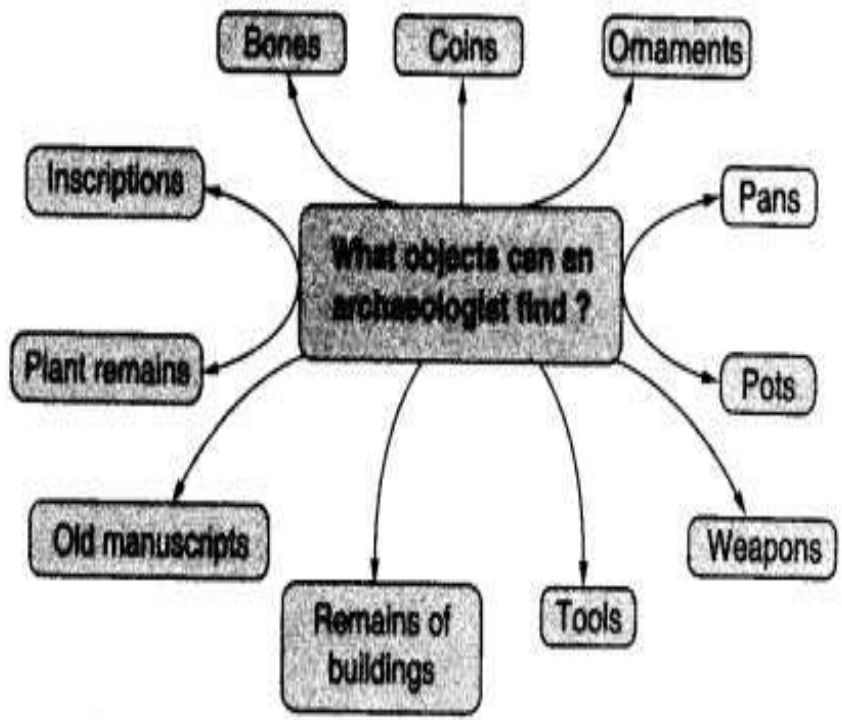 Bones
Coins
Ornaments
Inscriptions
Pans
What objects can an
archaeologist find ?
Plant remains
Pots
Old manuscripts
Weapons
Remains of
buildings
Tools